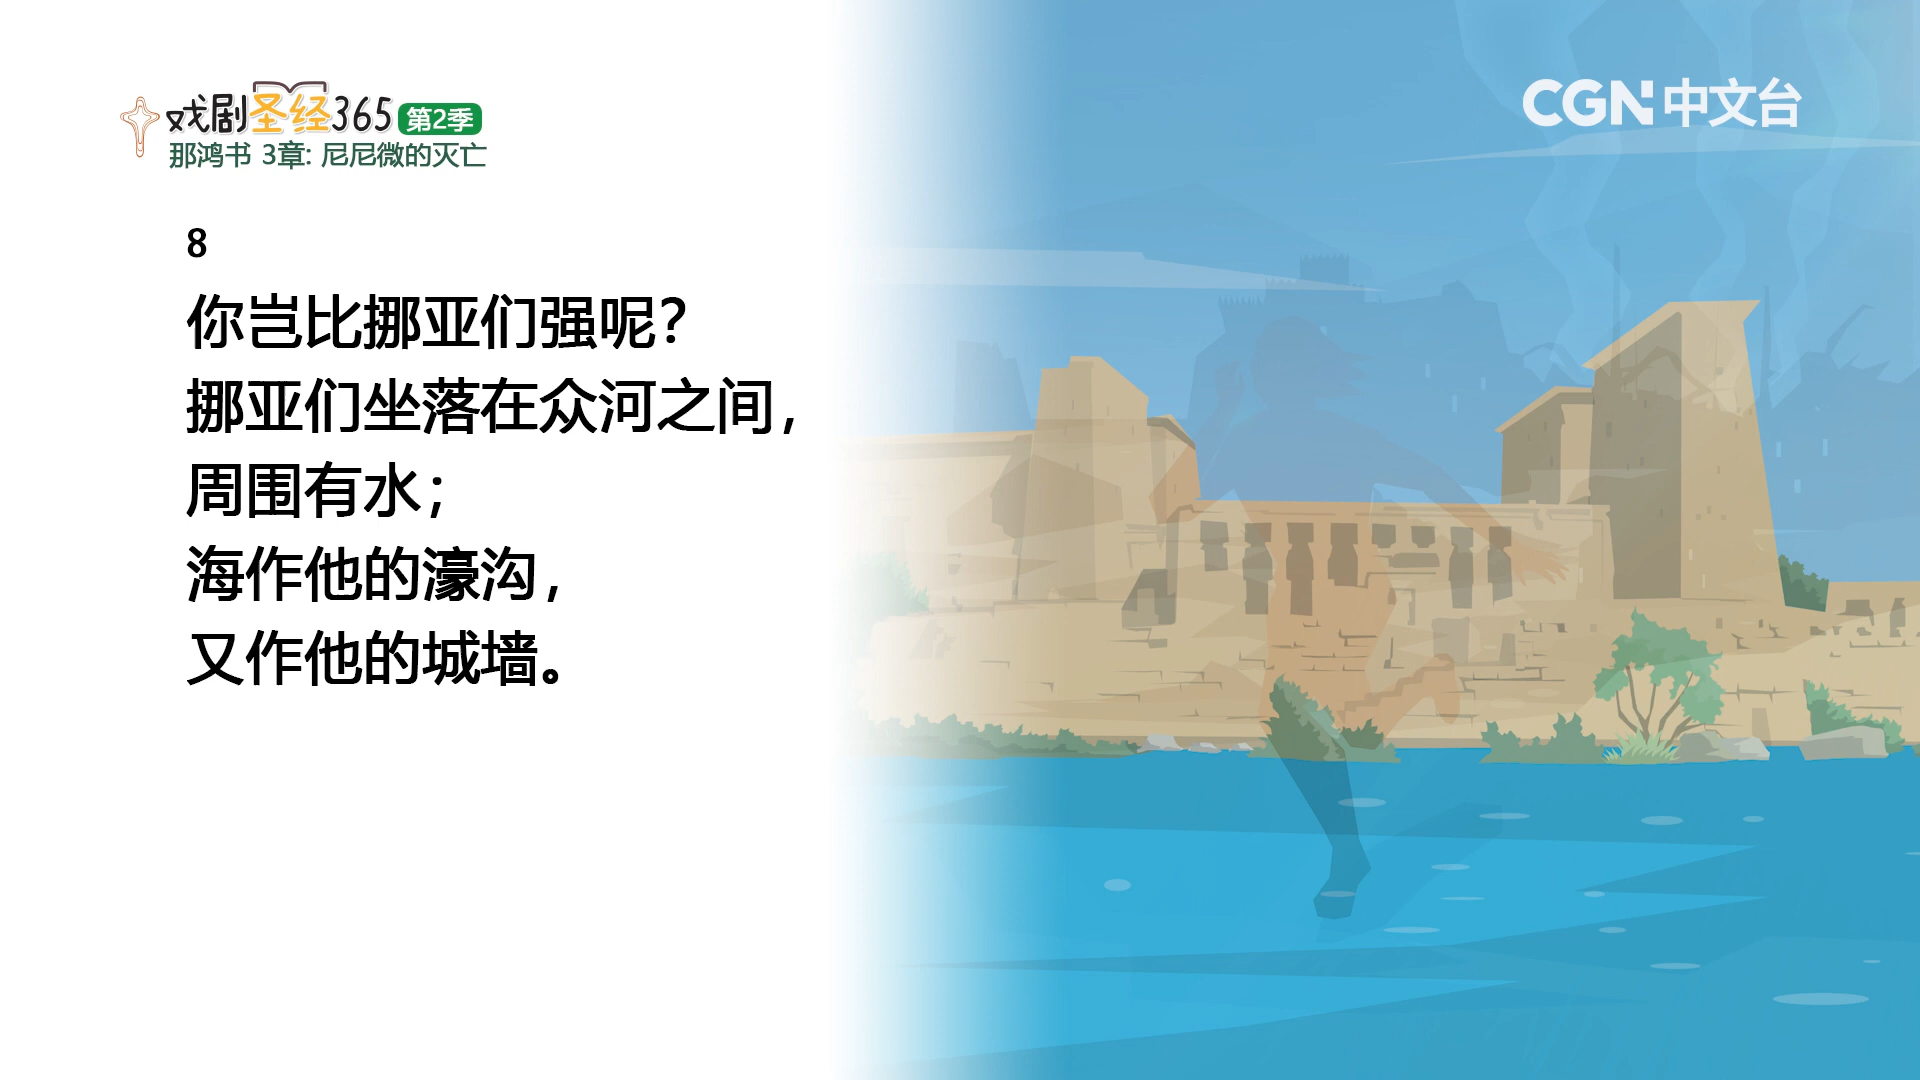 戏剧圣经365 第2季
那鸿书 3章: 尼尼微的灭亡
CGN 中文台
8
你岂比挪亚们强呢?
挪亚们坐落在众河之间，
周围有水；
海作他的濠沟，
又作他的城墙。